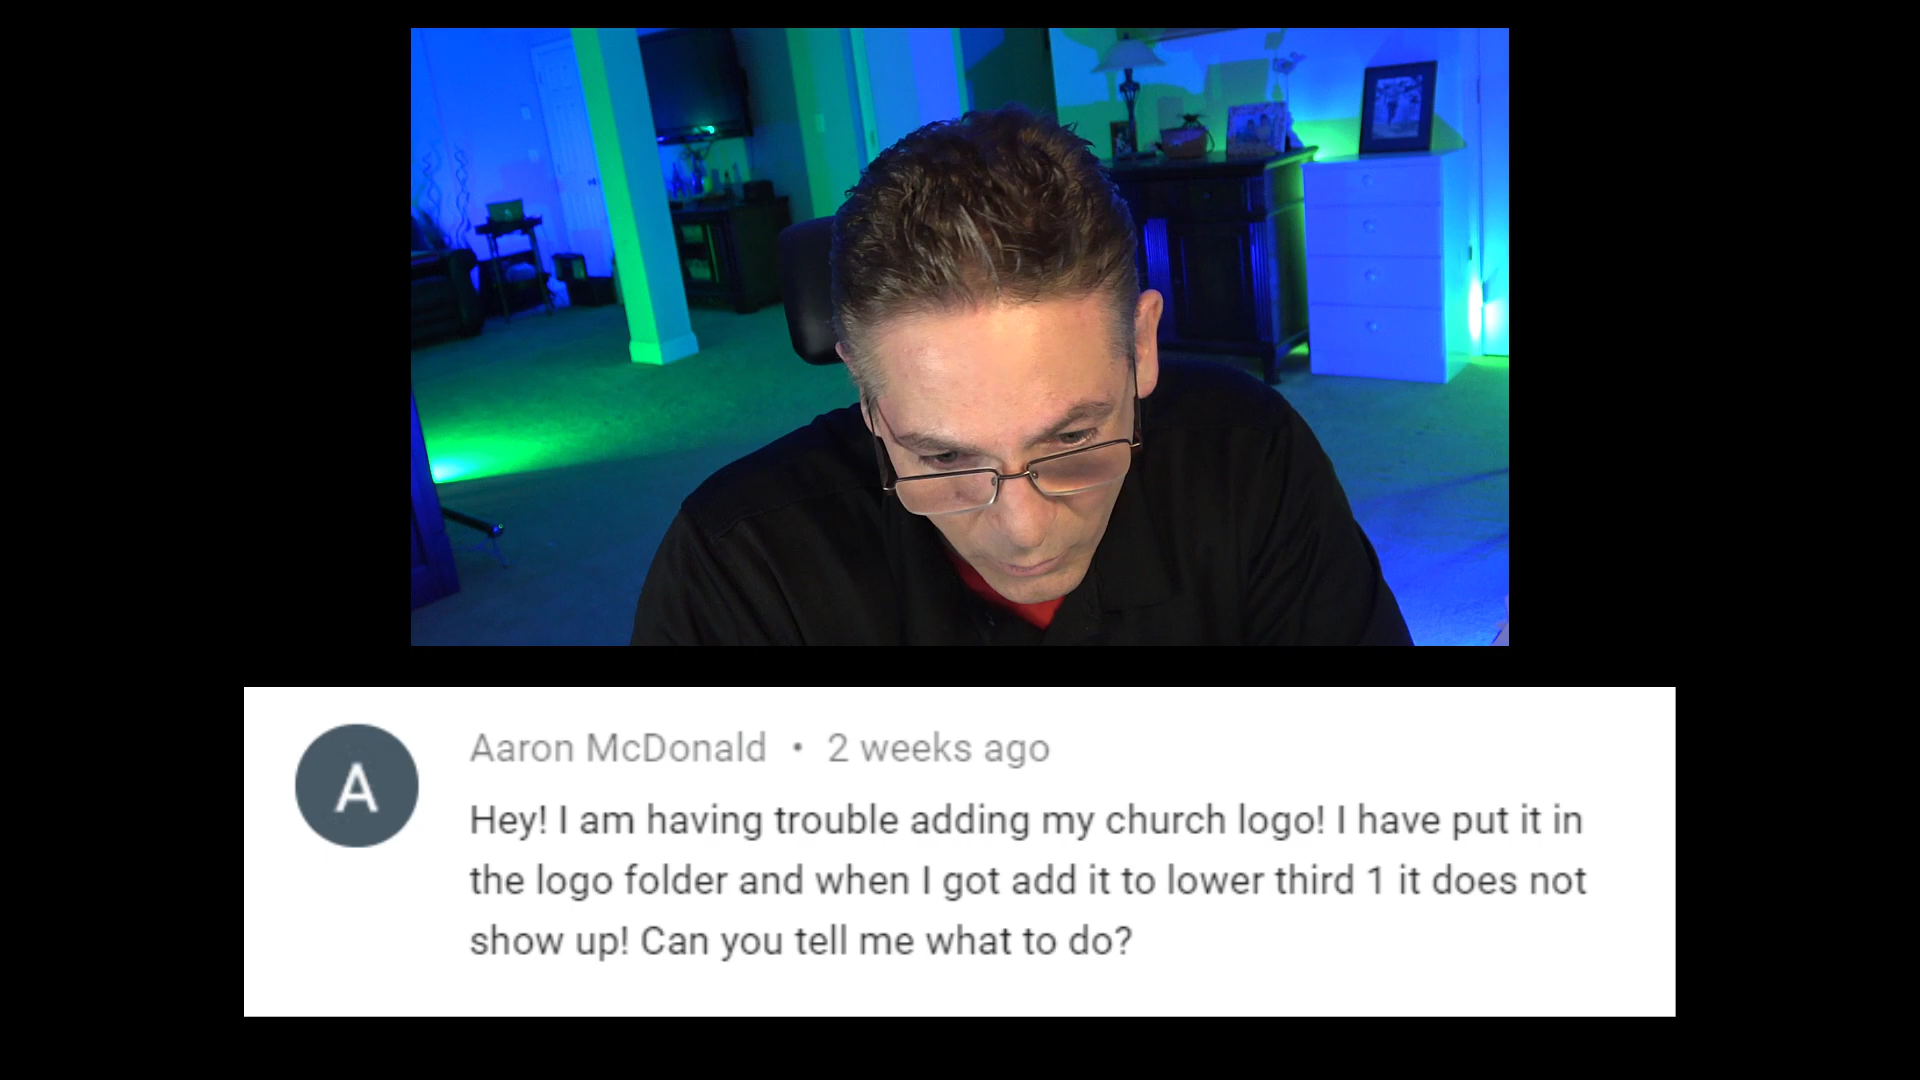 A
Aaron McDonald • 2 weeks ago
Hey! I am having trouble adding my church logo! I have put it in
the logo folder and when I got add it to lower third 1 it does not
show up! Can you tell me what to do?